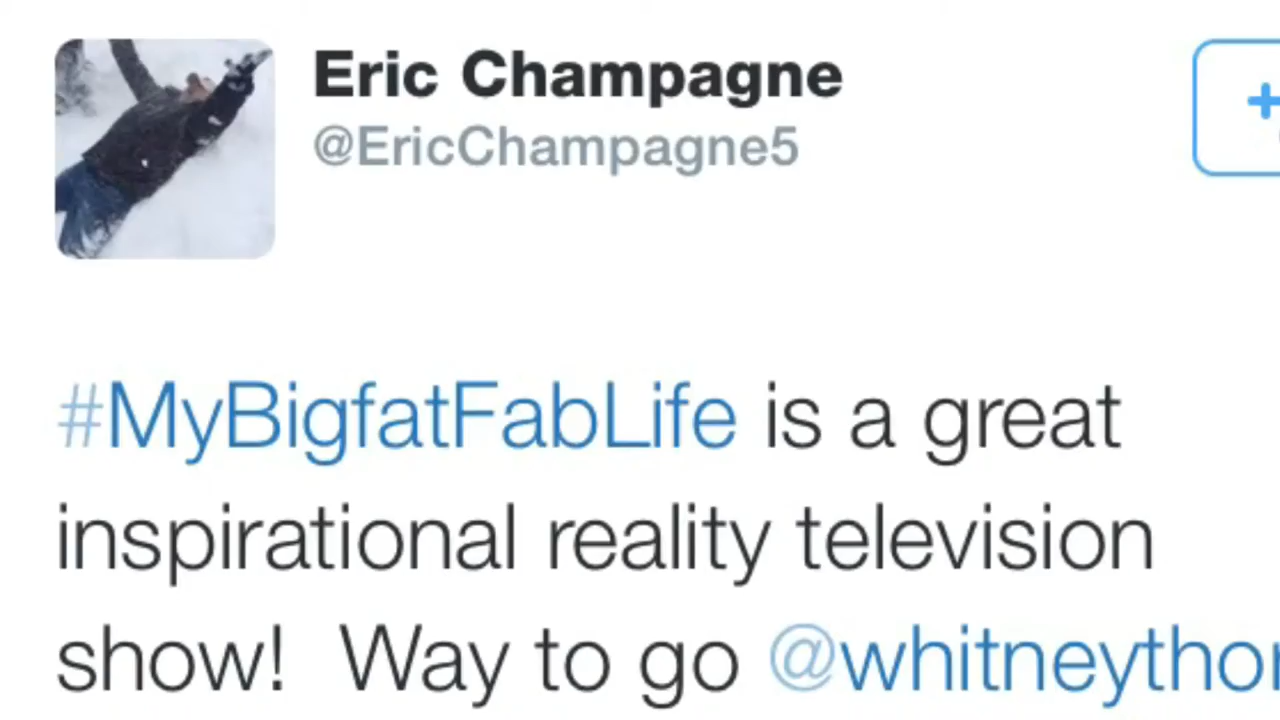 Eric Champagne
@EricChampagne5
#MyBigfatFabLife is a great
inspirational reality television
show!  Way to go